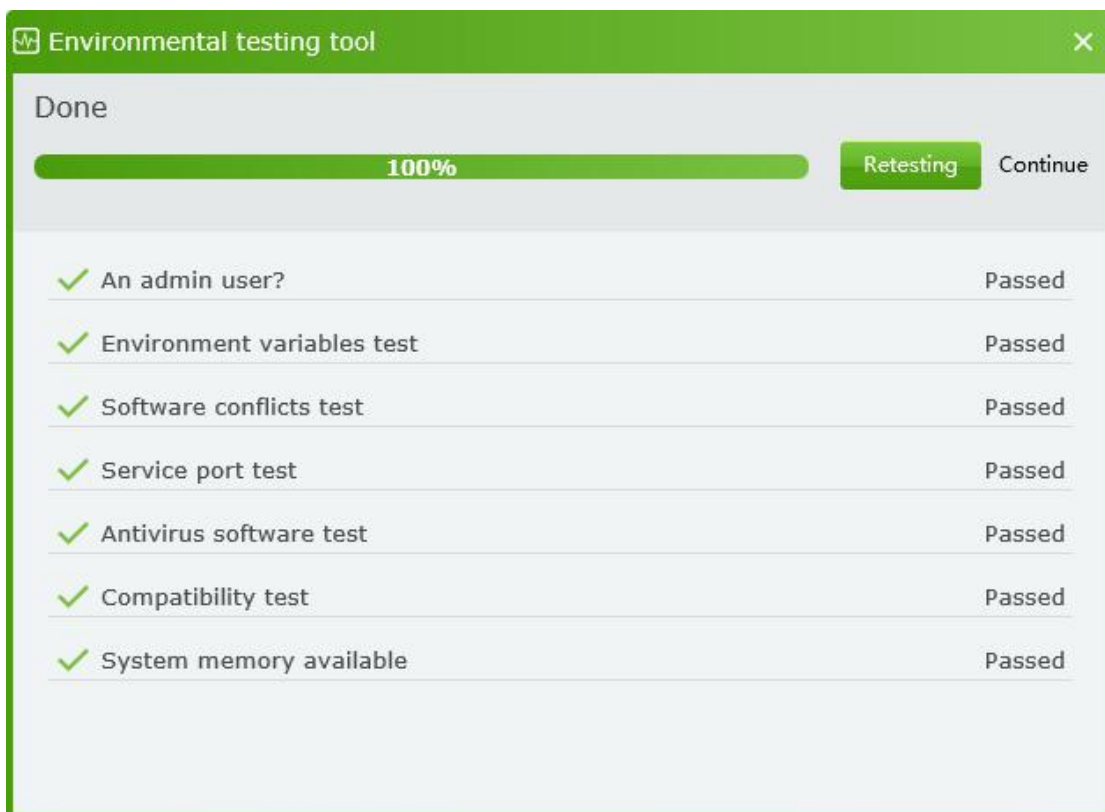 Environmental testing tool
Done
100%
Retesting
Continue
An admin user? Passed
Environment variables test Passed
Software conflicts test Passed
Service port test Passed
Antivirus software test Passed
Compatibility test Passed
System memory available Passed